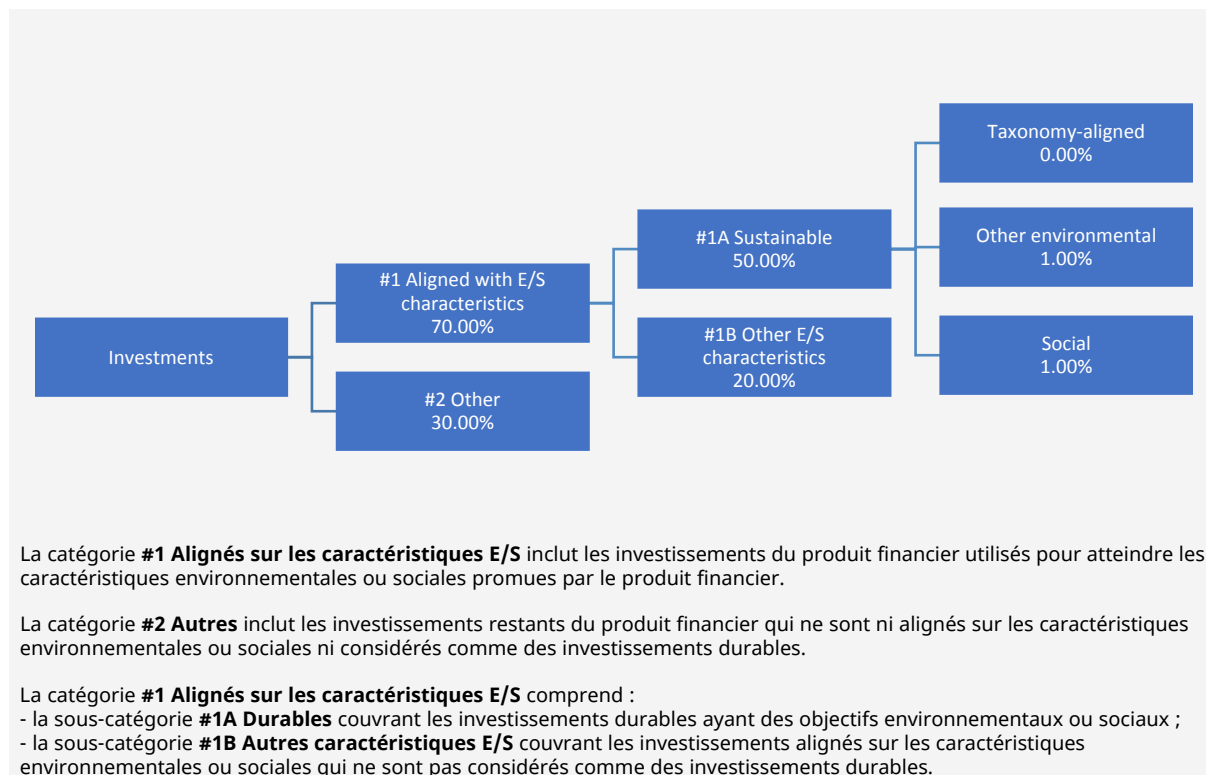 Investments
#1 Aligned with E/S
characteristics
70.00%
#2 Other
30.00%
#1A Sustainable
50.00%
#1B Other E/S
characteristics
20.00%
Taxonomy-aligned
0.00%
Other environmental
1.00%
Social
1.00%
La catégorie #1 Alignés sur les caractéristiques E/S inclut les investissements du produit financier utilisés pour atteindre les
caractéristiques environnementales ou sociales promues par le produit financier.
La catégorie #2 Autres inclut les investissements restants du produit financier qui ne sont ni alignés sur les caractéristiques
environnementales ou sociales ni considérés comme des investissements durables.
La catégorie #1 Alignés sur les caractéristiques E/S comprend :
- la sous-catégorie #1A Durables couvrant les investissements durables ayant des objectifs environnementaux ou sociaux ;
- la sous-catégorie #1B Autres caractéristiques E/S couvrant les investissements alignés sur les caractéristiques
environnementales ou sociales qui ne sont pas considérés comme des investissements durables.